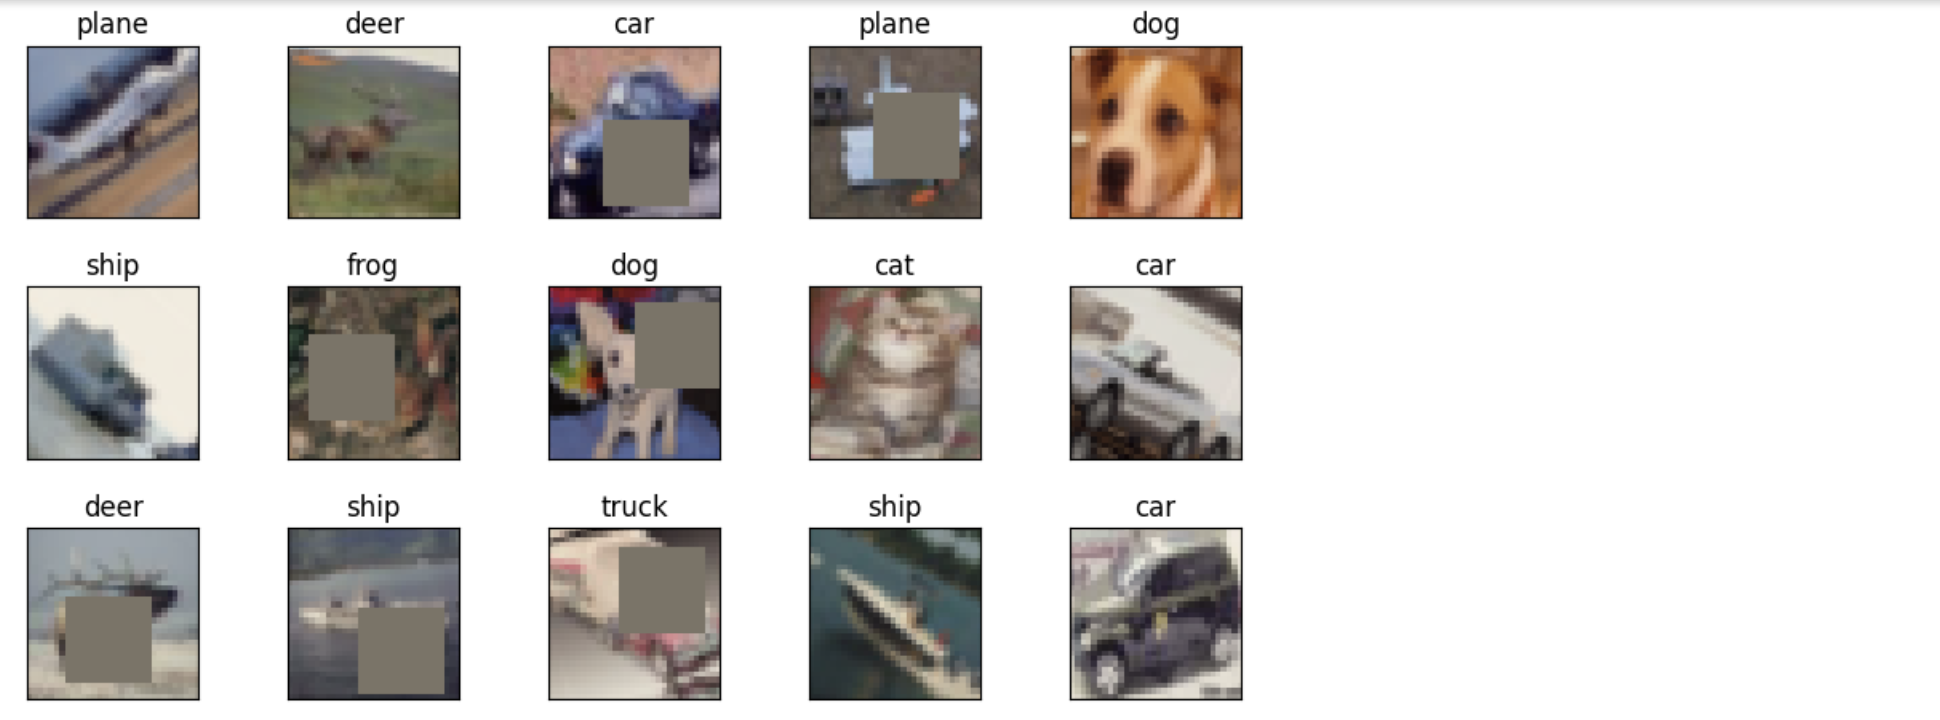 plane deer car plane dog
ship frog dog cat car
deer ship truck ship car